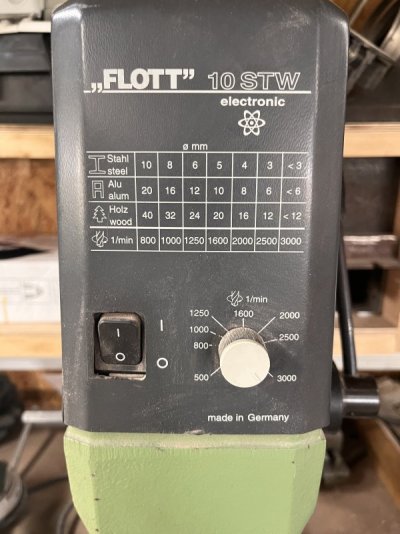 „FLOTT” 10 STW
electronic
ø mm
Stahl steel 10 8 6 5 4 3 < 3
Alu alum 20 16 12 10 8 6 < 6
Holz wood 40 32 24 20 16 12 < 12
1/min 800 1000 1250 1600 2000 2500 3000
1/min
1250 1600 2000
1000 2500
800
500 3000
I I
O O
made in Germany